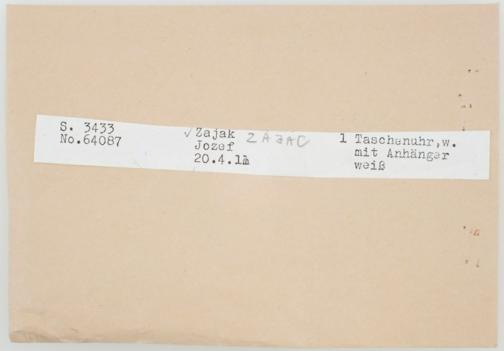 S. 3433
No.64087
✓ Zajak ZAJAC
Jozef
20.4.1
1 Taschenuhr,w.
mit Anhänger
weiß